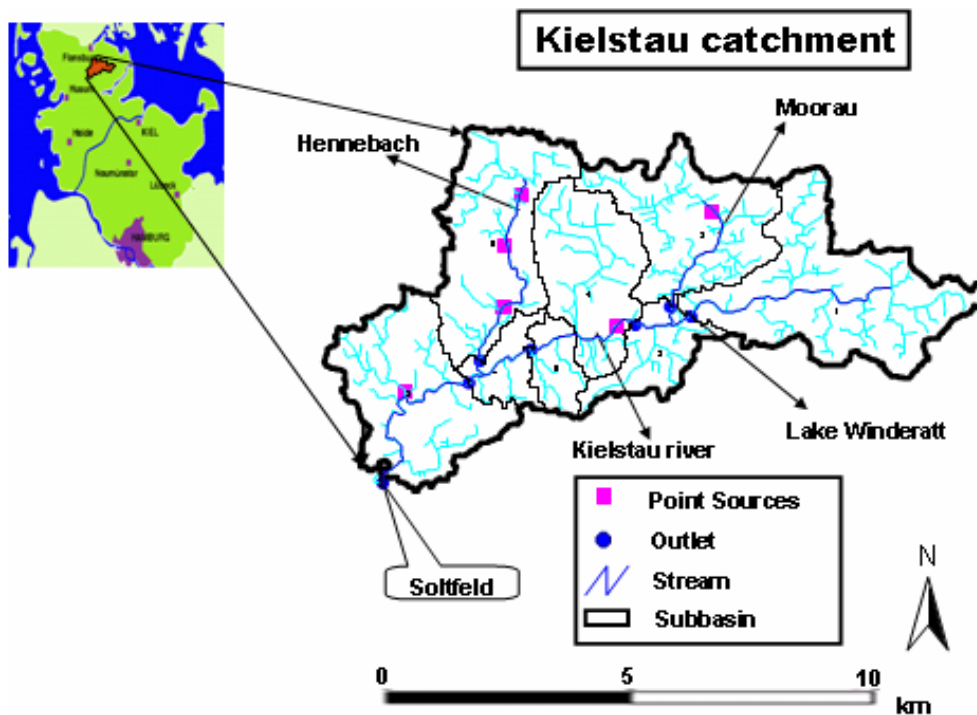 Kielstau catchment
Flensburg
Husum
Heide
KIEL
Neumünster
Lübeck
HAMBURG
Hennebach
Moorau
Kielstau river
Lake Winderatt
Soltfeld
Point Sources
Outlet
Stream
Subbasin
N
0 5 10
km